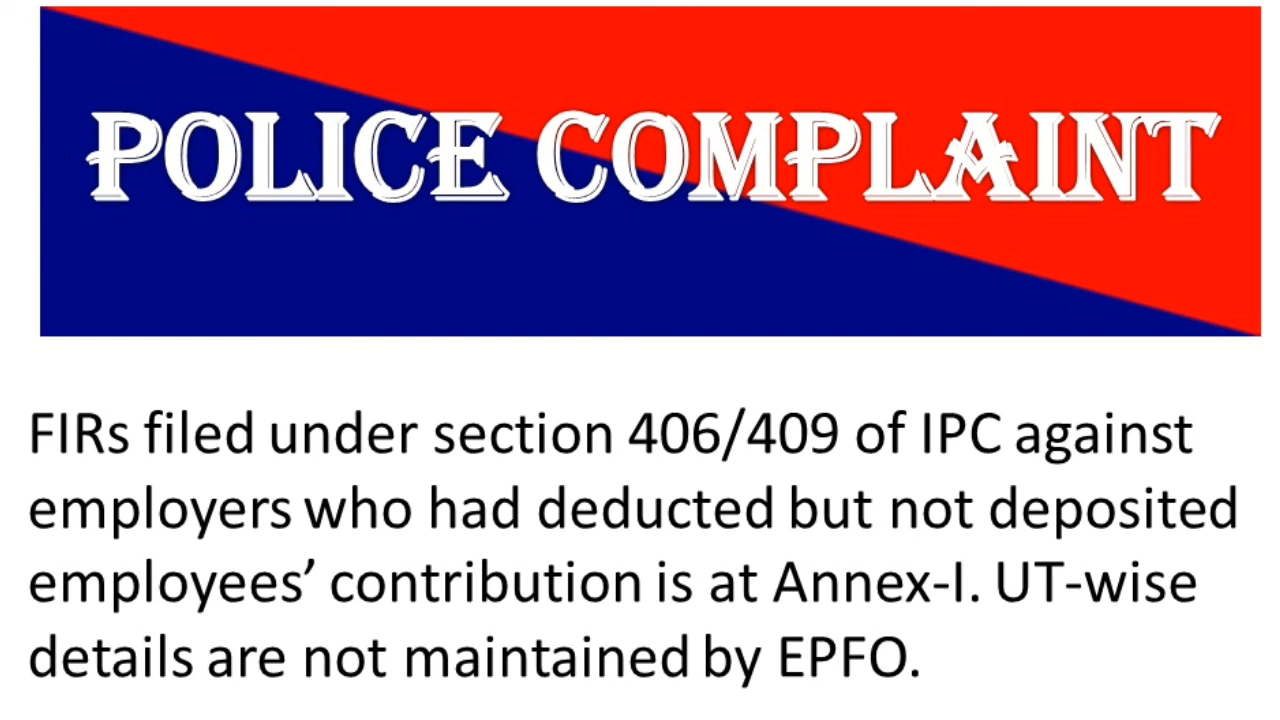 POLICE COMPLAINT
FIRs filed under section 406/409 of IPC against
employers who had deducted but not deposited
employees’ contribution is at Annex-I. UT-wise
details are not maintained by EPFO.